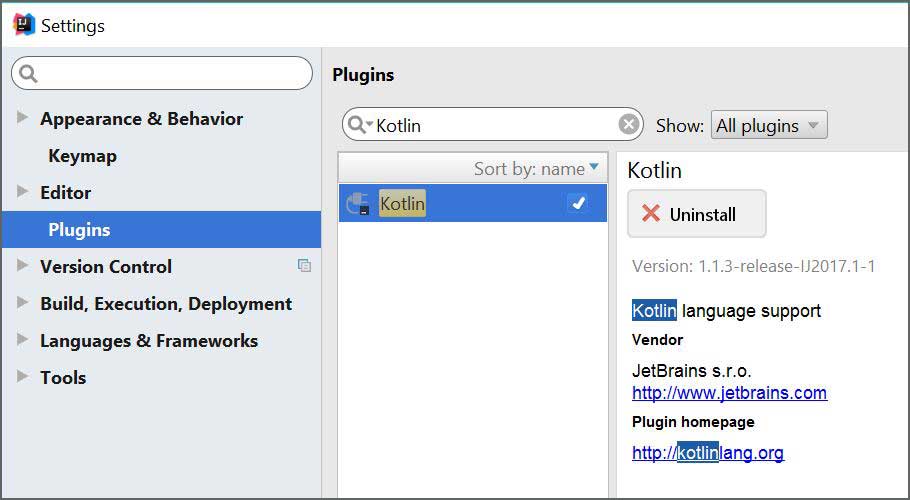 Settings
Appearance & Behavior
Keymap
Editor
Plugins
Version Control
Build, Execution, Deployment
Languages & Frameworks
Tools
Plugins
Kotlin
Show: All plugins
Sort by: name
Kotlin
Kotlin
Uninstall
Version: 1.1.3-release-IJ2017.1-1
Kotlin language support
Vendor
JetBrains s.r.o.
http://www.jetbrains.com
Plugin homepage
http://kotlinlang.org